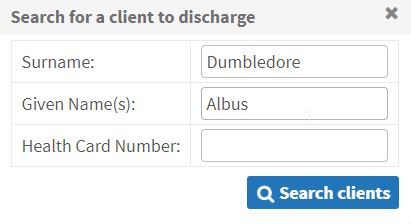 Search for a client to discharge
Surname: Dumbledore
Given Name(s): Albus
Health Card Number:
Search clients